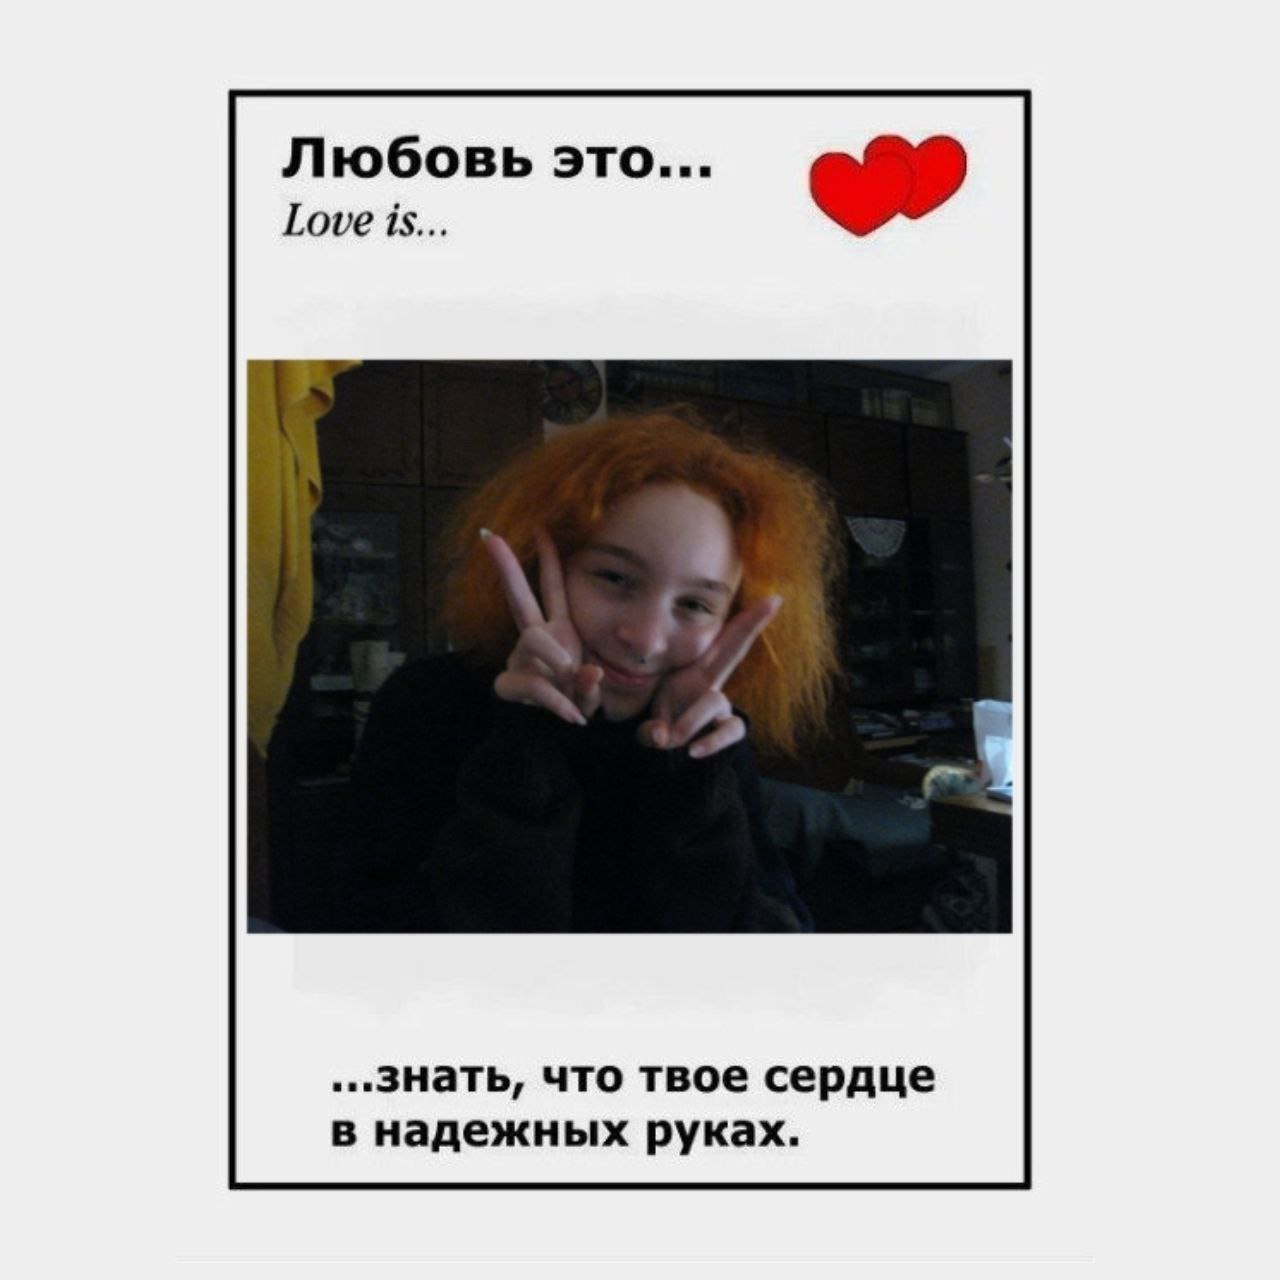 Любовь это...
Love is...
...знать, что твое сердце
в надежных руках.